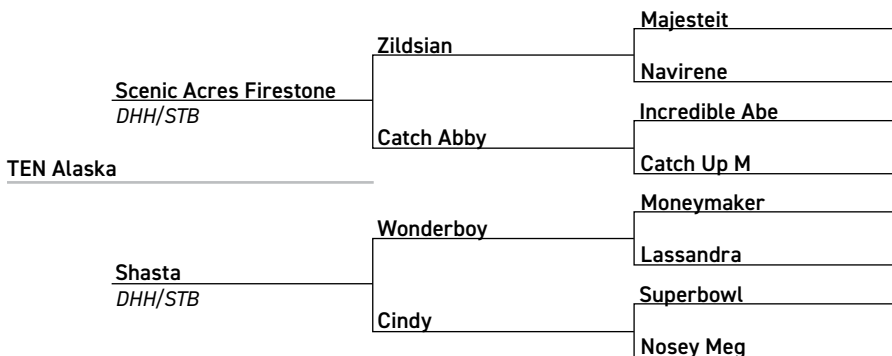 Majesteit
Zildsian
Navirene
Scenic Acres Firestone
DHH/STB
Incredible Abe
Catch Abby
Catch Up M
TEN Alaska
Moneymaker
Wonderboy
Lassandra
Shasta
DHH/STB
Superbowl
Cindy
Nosey Meg